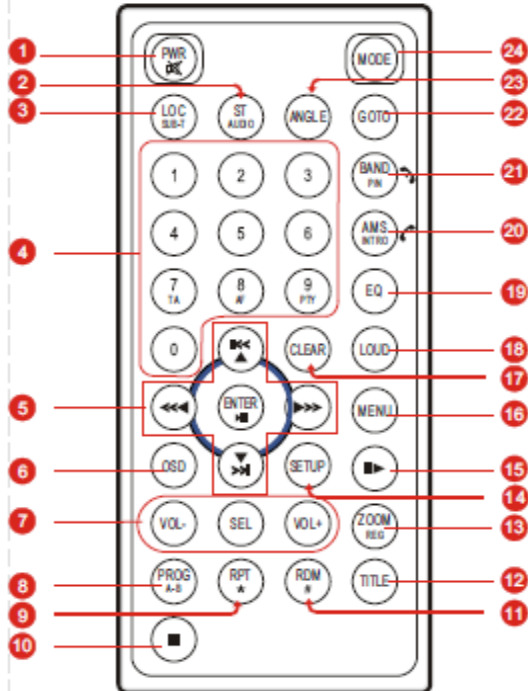 1 PWR MODE 24
2 23
3 LOC ST ANGLE GOTO 22
SUB-T AUDIO
1 2 3 BAND 21
PIN
4 4 5 6 AMS 20
INTRO
7 8 9 EQ 19
TA AF PTY
0 CLEAR LOUD 18
17
5 ENTER MENU 16
6 OSD SETUP 15
14
7 VOL- SEL VOL+ ZOOM 13
REG
8 PROG RPT RDM TITLE 12
A-B * #
9 11
10